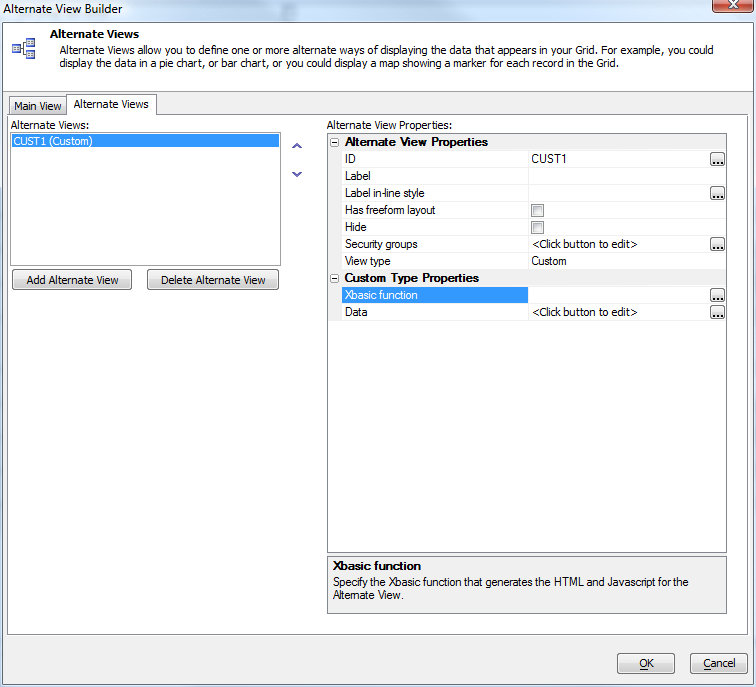 Alternate View Builder
Alternate Views
Alternate Views allow you to define one or more alternate ways of displaying the data that appears in your Grid. For example, you could
display the data in a pie chart, or bar chart, or you could display a map showing a marker for each record in the Grid.
Main View Alternate Views
Alternate Views:
CUST1 (Custom)
Add Alternate View Delete Alternate View
Alternate View Properties:
Alternate View Properties
ID CUST1 ...
Label
Label in-line style ...
Has freeform layout
Hide
Security groups <Click button to edit> ...
View type Custom
Custom Type Properties
Xbasic function ...
Data <Click button to edit> ...
Xbasic function
Specify the Xbasic function that generates the HTML and Javascript for the
Alternate View.
OK Cancel